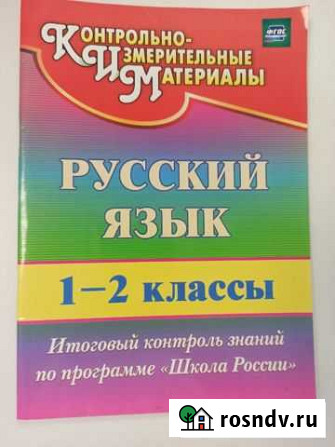 Контрольно-
Измерительные
Материалы
ФГОС
РУССКИЙ
ЯЗЫК
1–2 классы
Итоговый контроль знаний
по программе «Школа России»
rosndv.ru